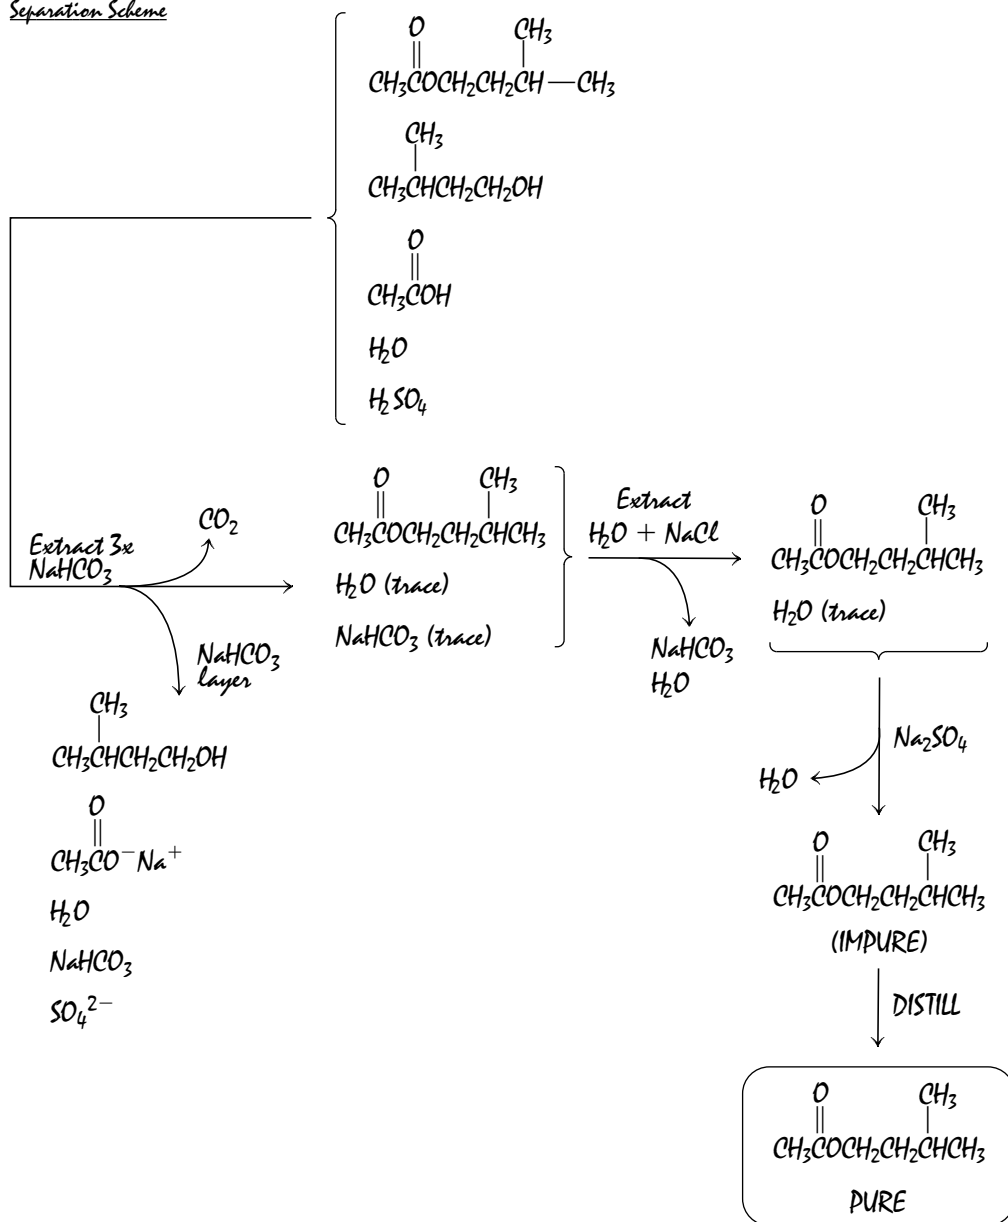 Separation Scheme
O CH₃
CH₃COCH₂CH₂CH—CH₃
CH₃
CH₃CHCH₂CH₂OH
O
CH₃COH
H₂O
H₂SO₄
Extract 3x
NaHCO₃
CO₂
NaHCO₃
layer
CH₃
CH₃CHCH₂CH₂OH
O
CH₃CO⁻Na⁺
H₂O
NaHCO₃
SO₄²⁻
O CH₃
CH₃COCH₂CH₂CHCH₃
H₂O (trace)
NaHCO₃ (trace)
Extract
H₂O + NaCl
NaHCO₃
H₂O
O CH₃
CH₃COCH₂CH₂CHCH₃
H₂O (trace)
Na₂SO₄
H₂O
O CH₃
CH₃COCH₂CH₂CHCH₃
(IMPURE)
DISTILL
O CH₃
CH₃COCH₂CH₂CHCH₃
PURE